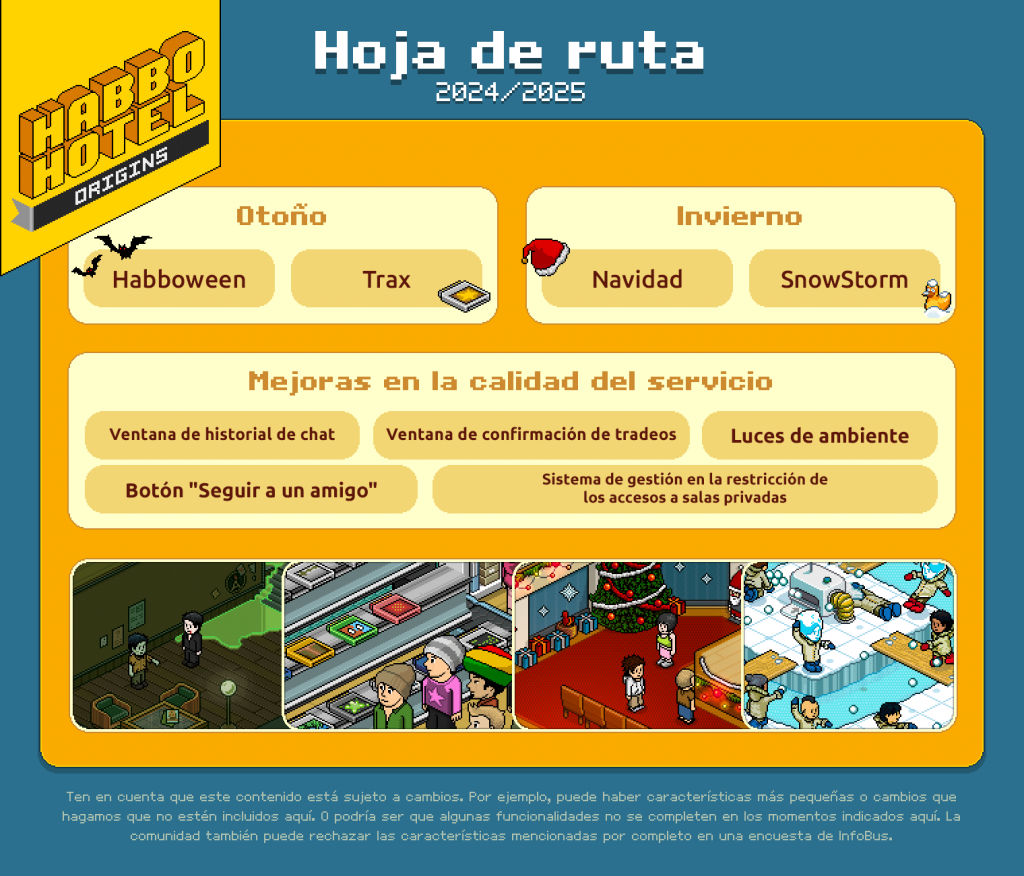 HABBO
HOTEL
ORIGINS
Hoja de ruta
2024/2025
Otoño
Invierno
Habboween
Trax
Navidad
SnowStorm
Mejoras en la calidad del servicio
Ventana de historial de chat
Ventana de confirmación de tradeos
Luces de ambiente
Botón "Seguir a un amigo"
Sistema de gestión en la restricción de
los accesos a salas privadas
Ten en cuenta que este contenido está sujeto a cambios. Por ejemplo, puede haber características más pequeñas o cambios que
hagamos que no estén incluidos aquí. O podría ser que algunas funcionalidades no se completen en los momentos indicados aquí. La
comunidad también puede rechazar las características mencionadas por completo en una encuesta de InfoBus.